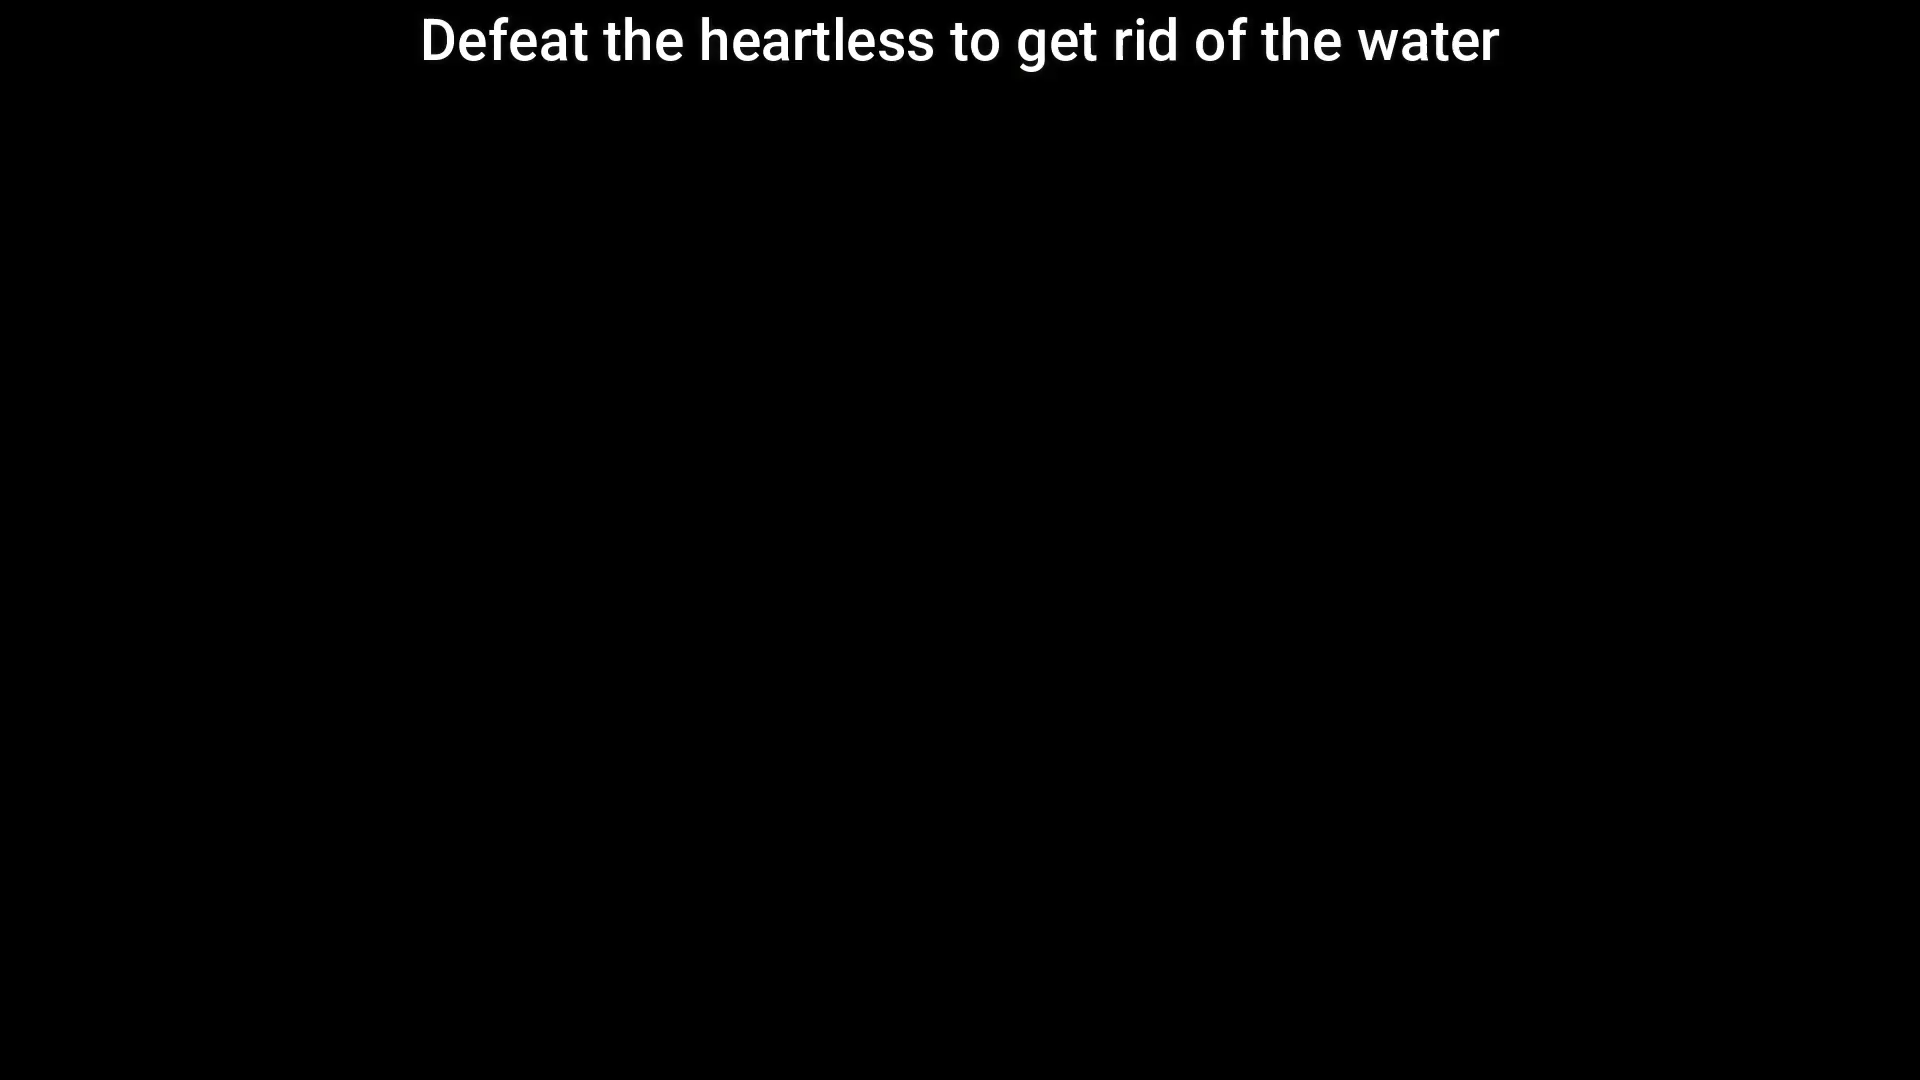 Defeat the heartless to get rid of the water